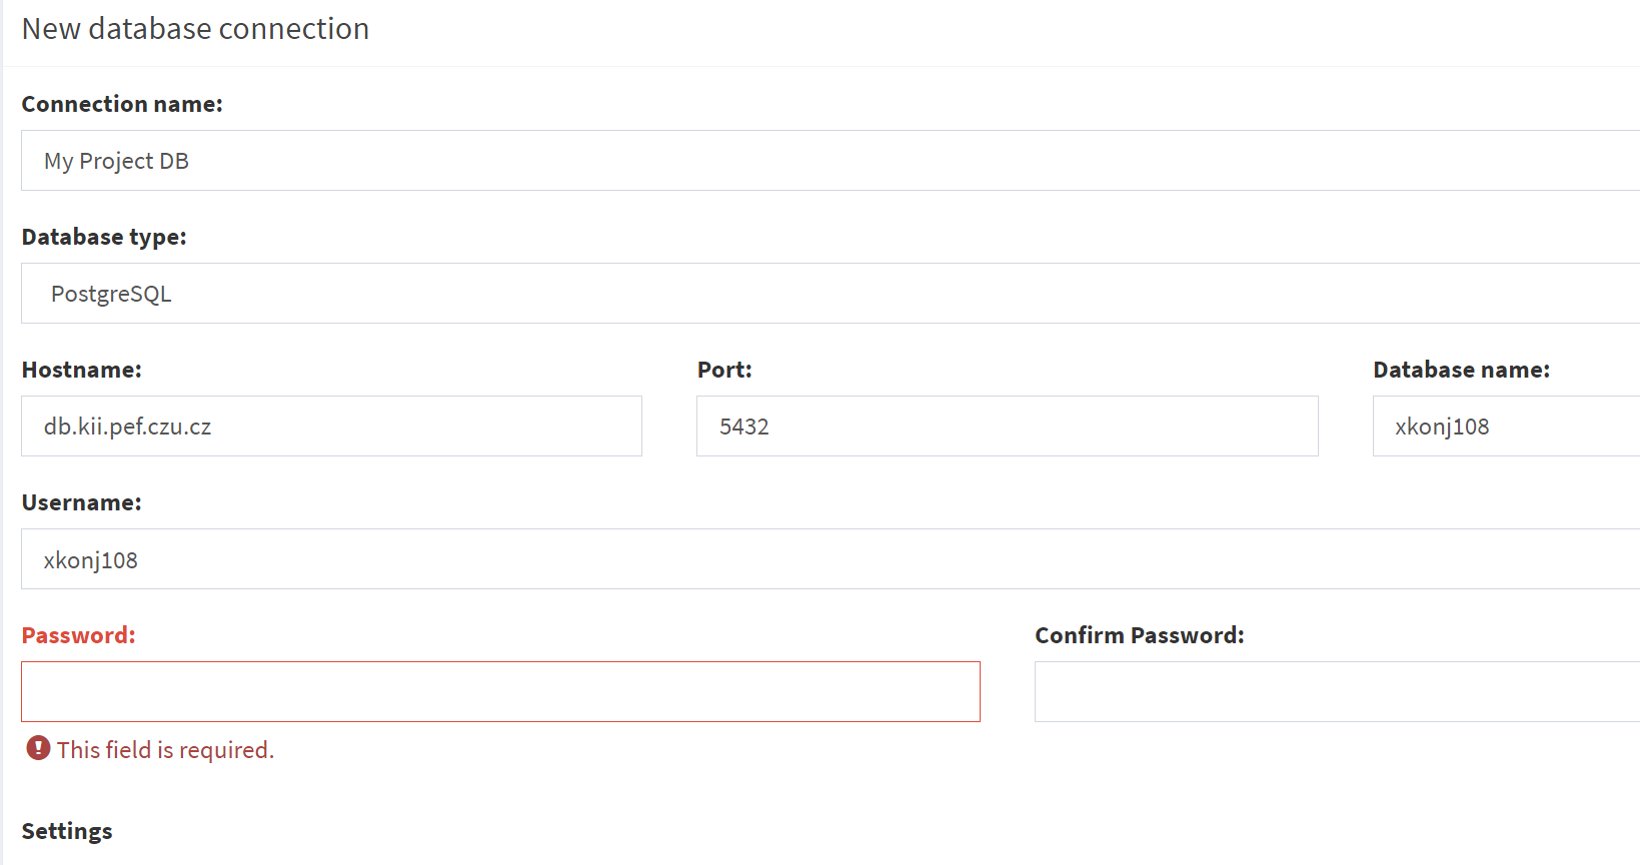 New database connection
Connection name:
My Project DB
Database type:
PostgreSQL
Hostname:
Port:
Database name:
db.kii.pef.czu.cz
5432
xkonj108
Username:
xkonj108
Password:
Confirm Password:
This field is required.
Settings